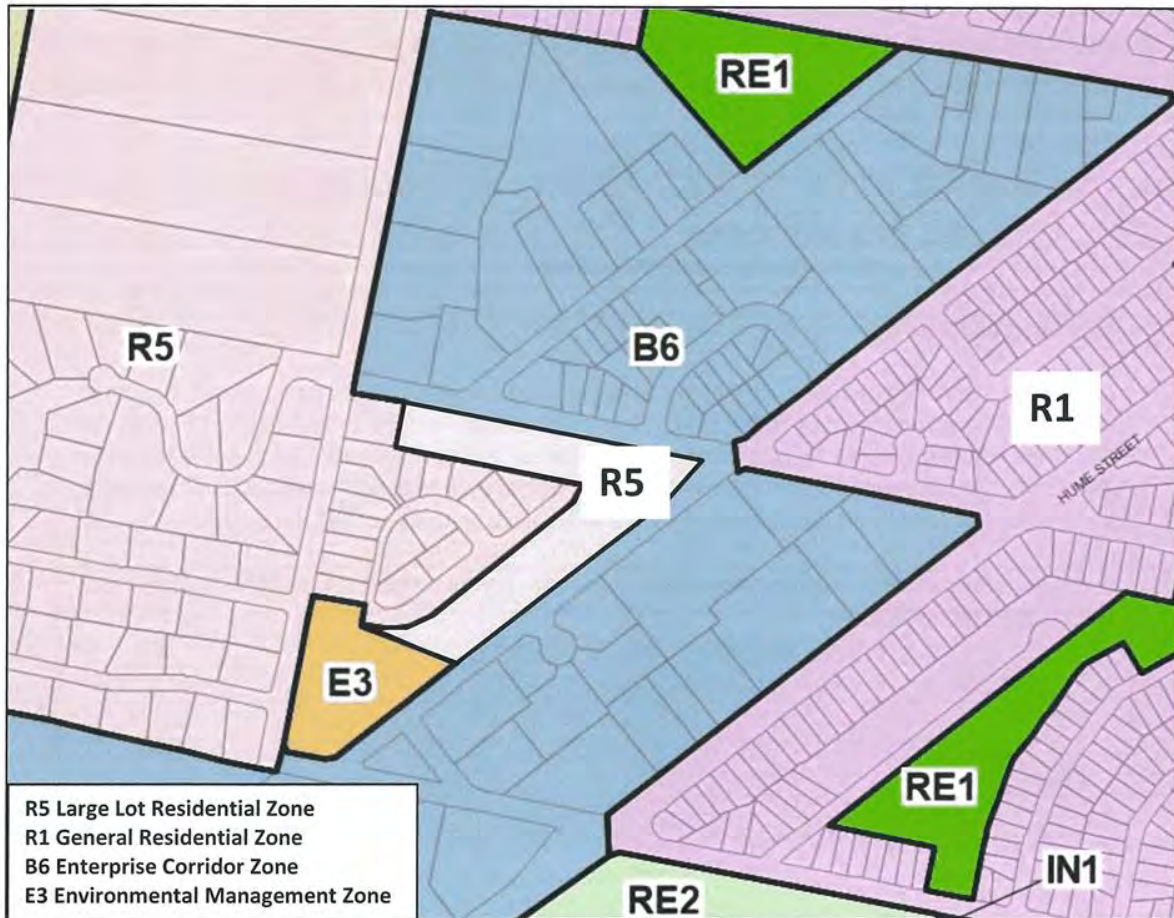 RE1
R5
B6
R1
HUME STREET
R5
E3
RE1
IN1
RE2
R5 Large Lot Residential Zone
R1 General Residential Zone
B6 Enterprise Corridor Zone
E3 Environmental Management Zone